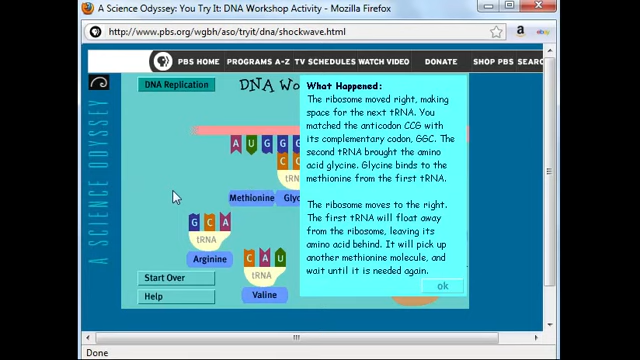 A Science Odyssey: You Try It: DNA Workshop Activity - Mozilla Firefox
http://www.pbs.org/wgbh/aso/tryit/dna/shockwave.html
a
ebay
PBS
PBS HOME PROGRAMS A-Z TV SCHEDULES WATCH VIDEO DONATE SHOP PBS SEARC
A SCIENCE ODYSSEY
DNA Replication
DNA Wo
A U G G G
C C
tRN
Methionine
Glyc
G C A
tRNA
Arginine
C A U
tRNA
Valine
Start Over
Help
What Happened:
The ribosome moved right, making
space for the next tRNA. You
matched the anticodon CCG with
its complementary codon, GGC. The
second tRNA brought the amino
acid glycine. Glycine binds to the
methionine from the first tRNA.
The ribosome moves to the right.
The first tRNA will float away
from the ribosome, leaving its
amino acid behind. It will pick up
another methionine molecule, and
wait until it is needed again.
ok
Done